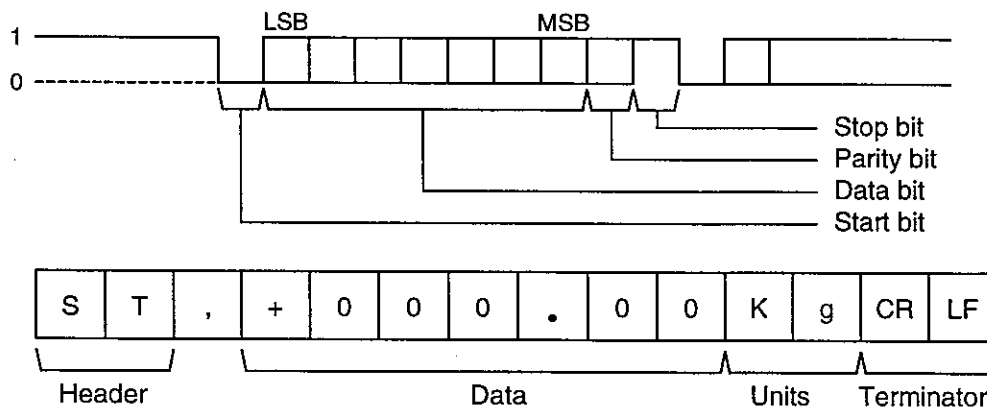 LSB MSB
1
0
Stop bit
Parity bit
Data bit
Start bit
S T , + 0 0 0 . 0 0 K g CR LF
Header Data Units Terminator